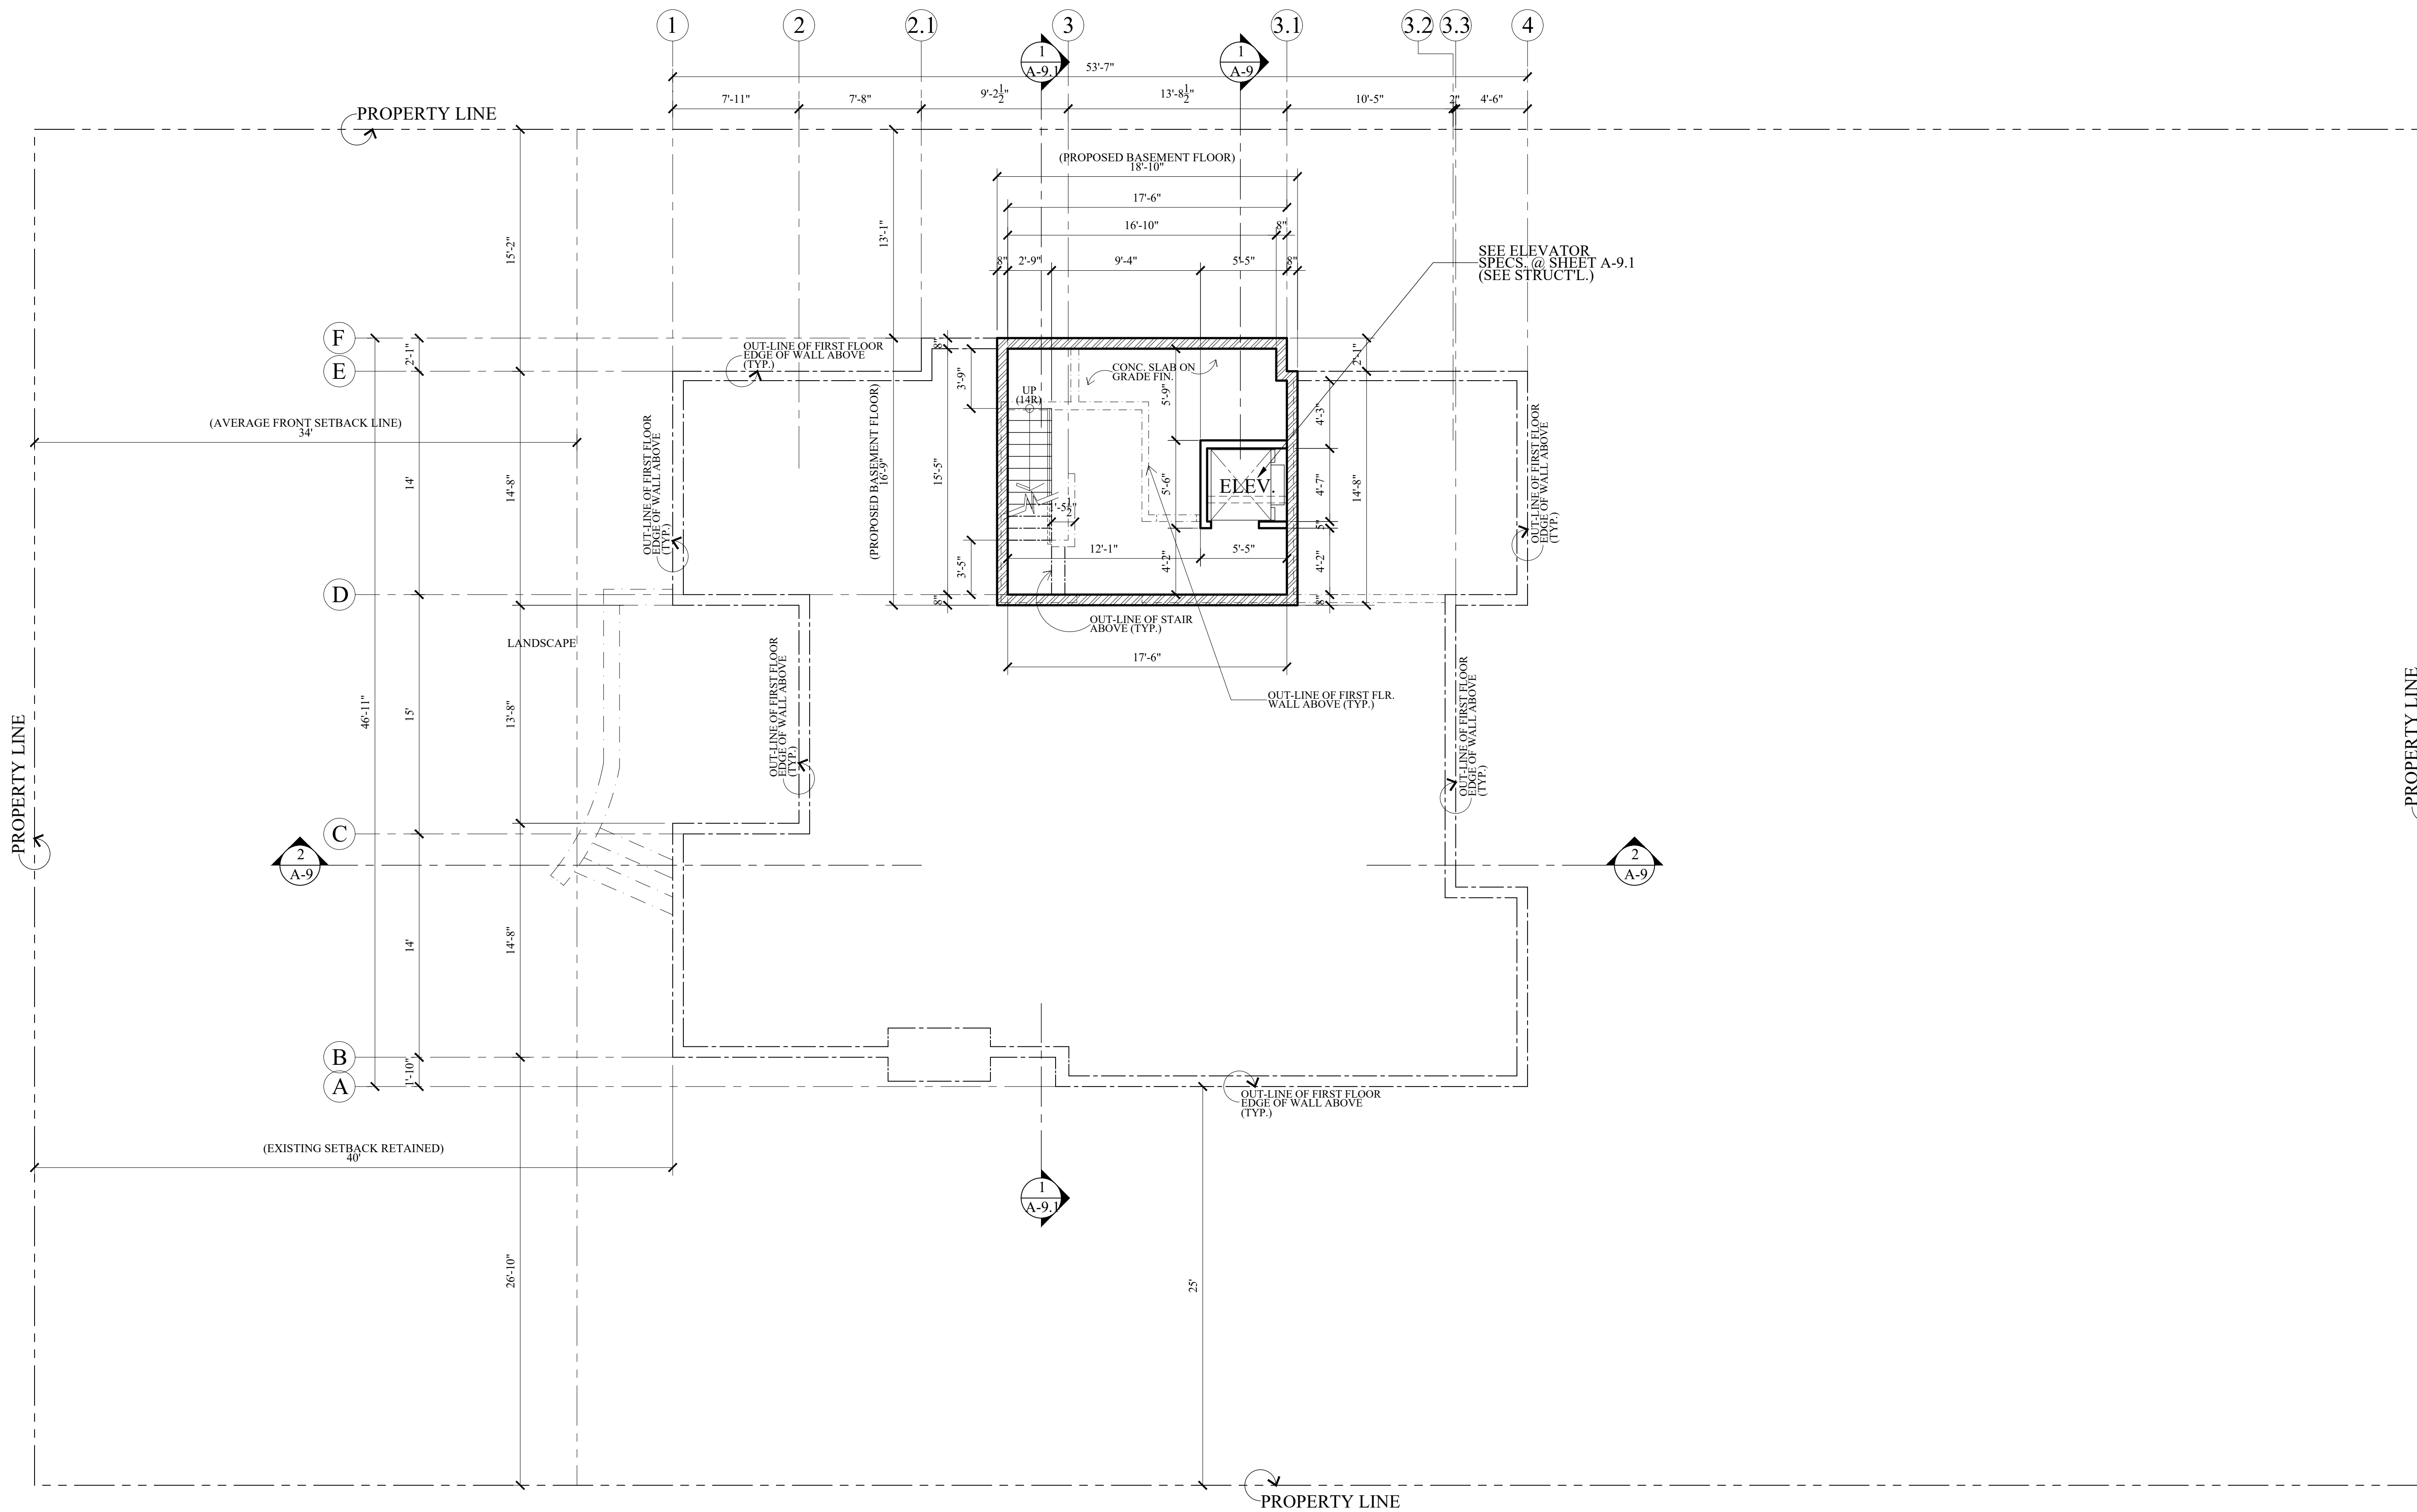 1
2
2.1
3
3.1
3.2
3.3
4
1
A-9.1
1
A-9
53'-7"
7'-11"
7'-8"
9'-2 1/2"
13'-8 1/2"
10'-5"
2"
4'-6"
PROPERTY LINE
(PROPOSED BASEMENT FLOOR)
18'-10"
17'-6"
16'-10"
8"
8"
2'-9"
9'-4"
5'-5"
8"
15'-2"
13'-1"
SEE ELEVATOR
SPECS. @ SHEET A-9.1
(SEE STRUCT'L.)
F
E
D
C
B
A
2'-1"
14'
15'
14'
1'-10"
46'-11"
14'-8"
13'-8"
14'-8"
26'-10"
OUT-LINE OF FIRST FLOOR
EDGE OF WALL ABOVE
(TYP.)
(AVERAGE FRONT SETBACK LINE)
34'
OUT-LINE OF FIRST FLOOR
EDGE OF WALL ABOVE
(TYP.)
(PROPOSED BASEMENT FLOOR)
16'-9"
8"
15'-5"
8"
3'-9"
3'-5"
UP
(14R)
CONC. SLAB ON
GRADE FIN.
5'-9"
5'-6"
4'-2"
ELEV.
'-5 1/2"
12'-1"
5'-5"
2'-1"
4'-3"
4'-7"
5"
4'-2"
8"
14'-8"
OUT-LINE OF FIRST FLOOR
EDGE OF WALL ABOVE
(TYP.)
OUT-LINE OF STAIR
ABOVE (TYP.)
17'-6"
LANDSCAPE
OUT-LINE OF FIRST FLOOR
EDGE OF WALL ABOVE
(TYP.)
OUT-LINE OF FIRST FLR.
WALL ABOVE (TYP.)
OUT-LINE OF FIRST FLOOR
EDGE OF WALL ABOVE
(TYP.)
PROPERTY LINE
PROPERTY LINE
2
A-9
2
A-9
OUT-LINE OF FIRST FLOOR
EDGE OF WALL ABOVE
(TYP.)
(EXISTING SETBACK RETAINED)
40'
1
A-9.1
25'
PROPERTY LINE